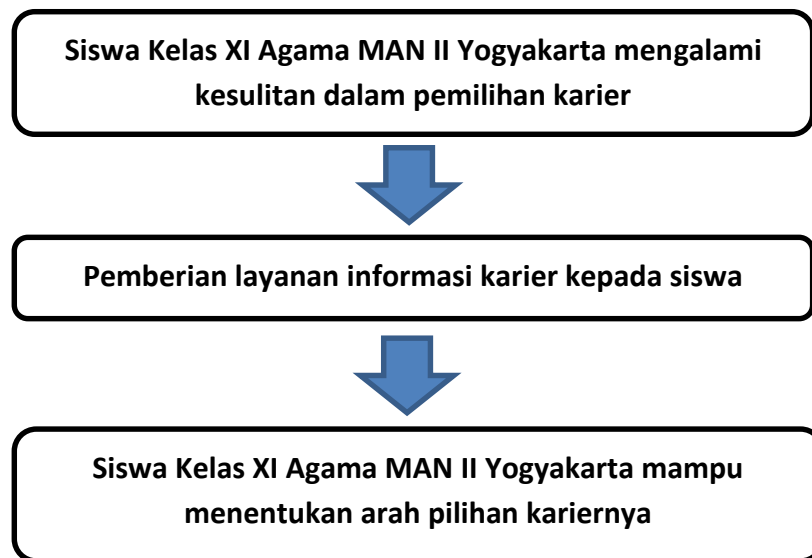 Siswa Kelas XI Agama MAN II Yogyakarta mengalami
kesulitan dalam pemilihan karier
Pemberian layanan informasi karier kepada siswa
Siswa Kelas XI Agama MAN II Yogyakarta mampu
menentukan arah pilihan kariernya